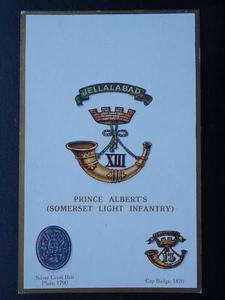 JELLALABAD
XIII
PRINCE ALBERT'S
(SOMERSET LIGHT INFANTRY)
Silver Cross Belt
Plate, 1790
Cap Badge, 1870